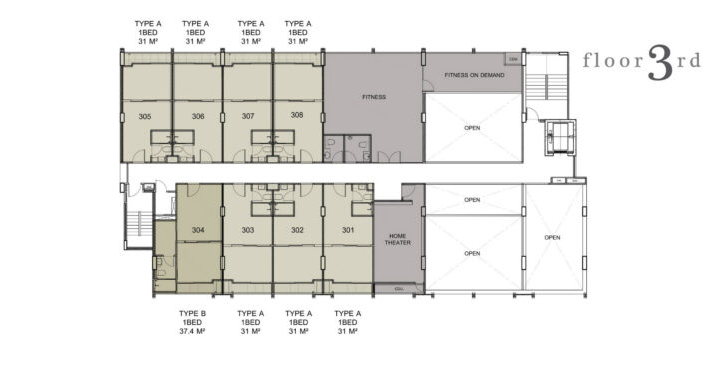 TYPE A
1BED
31 M²
TYPE A
1BED
31 M²
TYPE A
1BED
31 M²
TYPE A
1BED
31 M²
floor 3rd
FITNESS
FITNESS ON DEMAND
305
306
307
308
OPEN
304
303
302
301
HOME
THEATER
OPEN
OPEN
OPEN
TYPE B
1BED
37.4 M²
TYPE A
1BED
31 M²
TYPE A
1BED
31 M²
TYPE A
1BED
31 M²